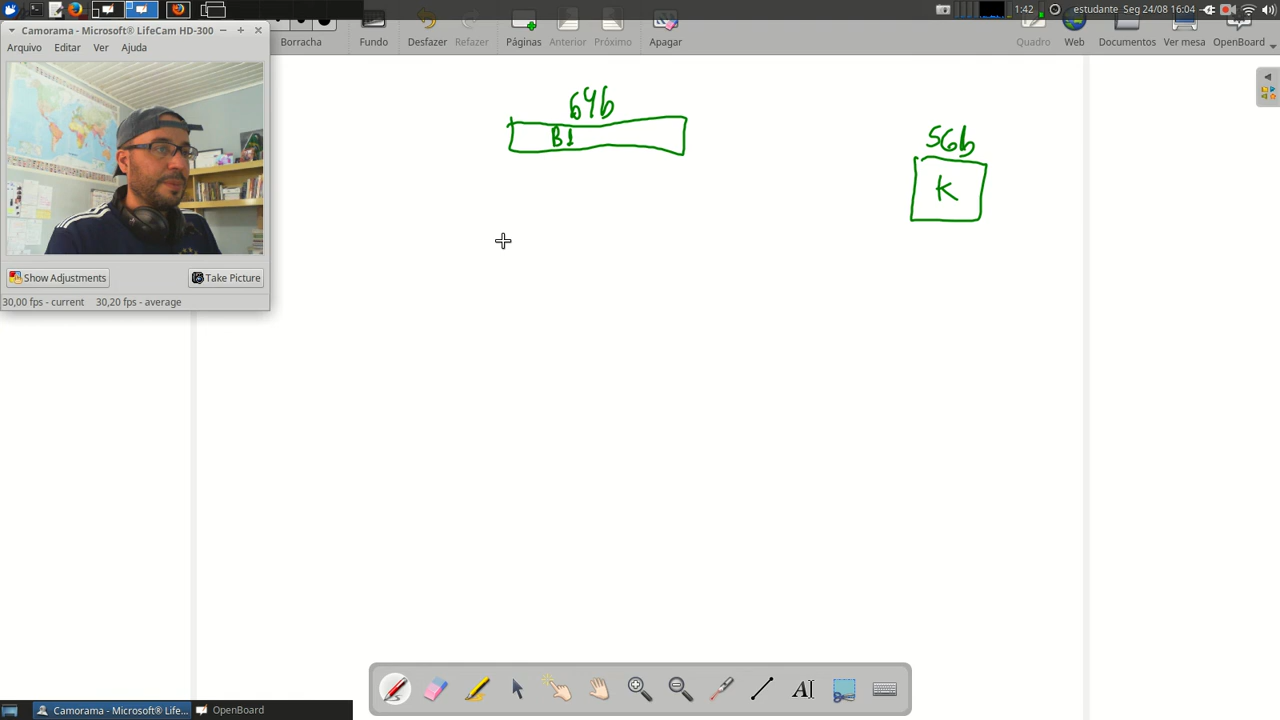 1:42 estudante Seg 24/08 16:04
Camorama - Microsoft® LifeCam HD-300
Arquivo Editar Ver Ajuda
Borracha Fundo Desfazer Refazer Páginas Anterior Próximo Apagar Quadro Web Documentos Ver mesa OpenBoard
64b
B1
56b
K
Show Adjustments Take Picture
30,00 fps - current 30,20 fps - average
AI
Camorama - Microsoft® Life... OpenBoard